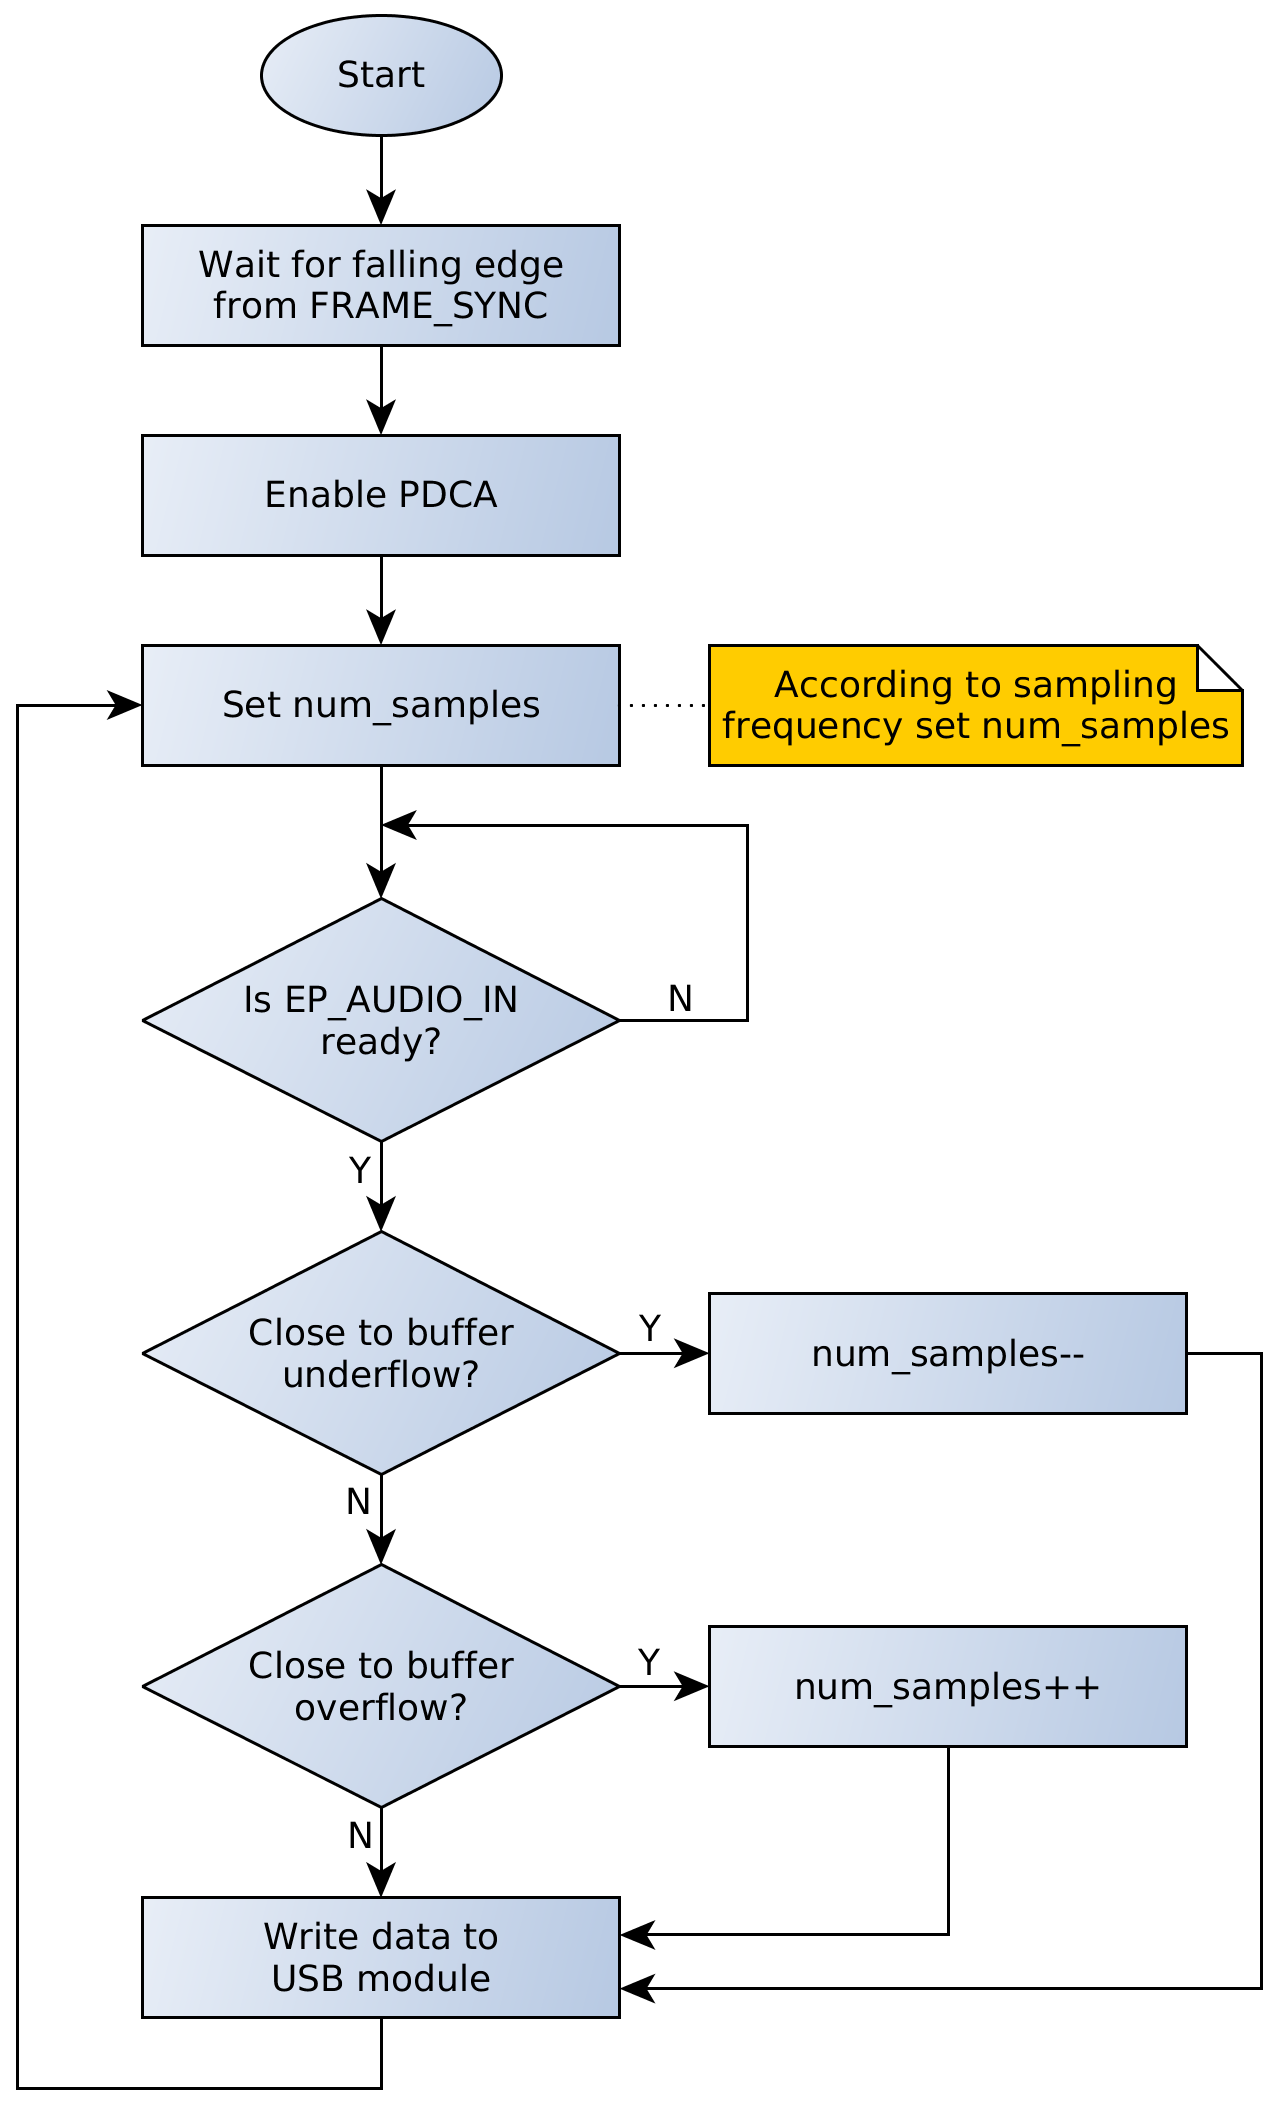 Start
Wait for falling edge
from FRAME_SYNC
Enable PDCA
Set num_samples
According to sampling
frequency set num_samples
Is EP_AUDIO_IN
ready?
N
Y
Close to buffer
underflow?
Y
num_samples--
N
Close to buffer
overflow?
Y
num_samples++
N
Write data to
USB module